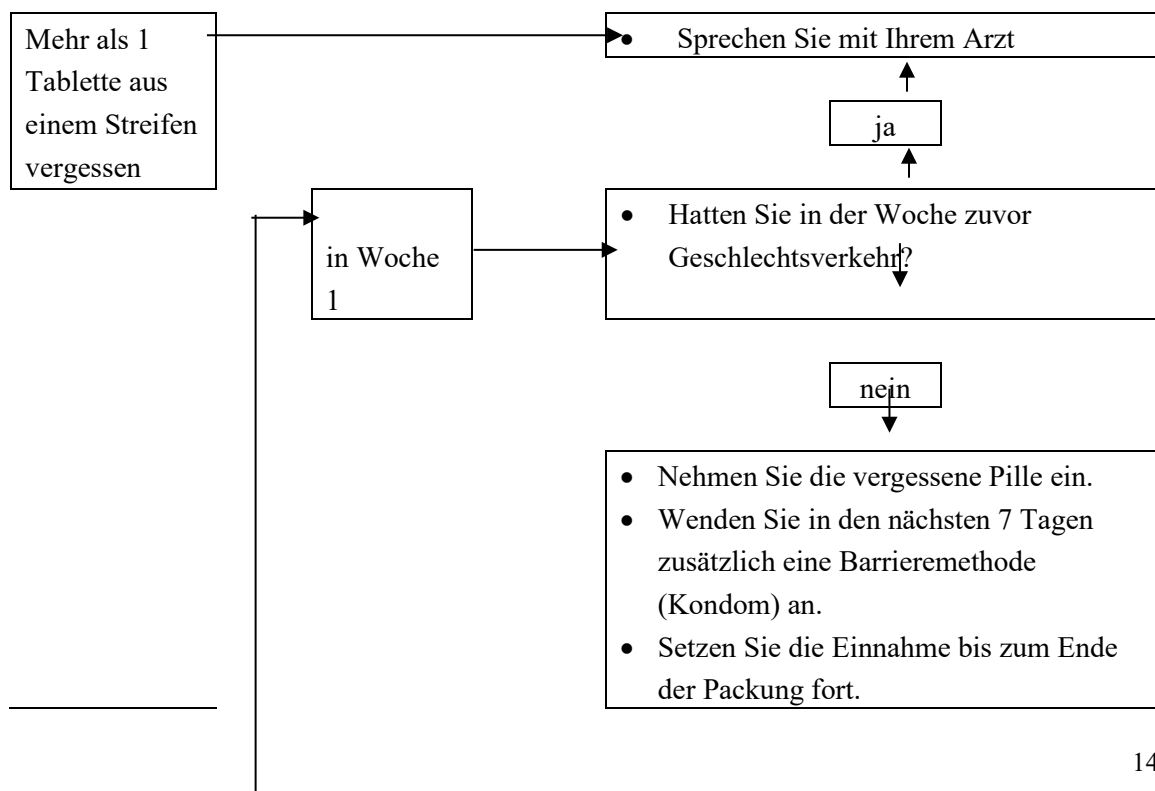 Mehr als 1
Tablette aus
einem Streifen
vergessen
• Sprechen Sie mit Ihrem Arzt
ja
in Woche
1
• Hatten Sie in der Woche zuvor
Geschlechtsverkehr?
nein
• Nehmen Sie die vergessene Pille ein.
• Wenden Sie in den nächsten 7 Tagen
zusätzlich eine Barrieremethode
(Kondom) an.
• Setzen Sie die Einnahme bis zum Ende
der Packung fort.
14